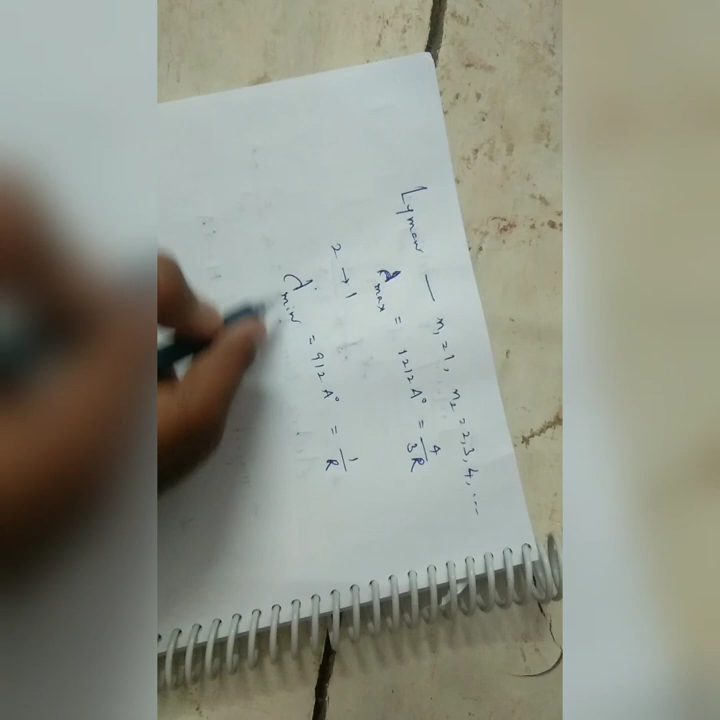 Lyman — n₁ = 1, n₂ = 2, 3, 4, ...
λmax = 1212 A° = 4/3R
2 → 1
λmin = 912 A° = 1/R